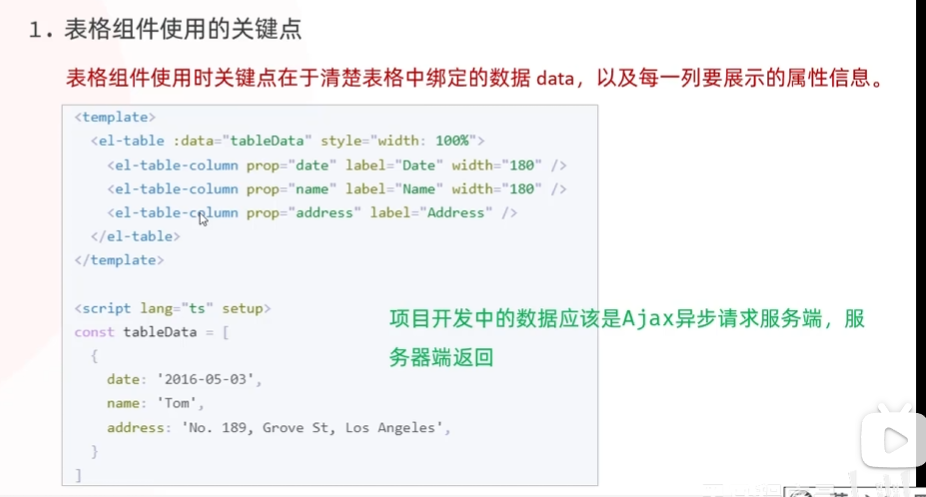 1. 表格组件使用的关键点
表格组件使用时关键点在于清楚表格中绑定的数据 data，以及每一列要展示的属性信息。
<template>
<el-table :data="tableData" style="width: 100%">
<el-table-column prop="date" label="Date" width="180" />
<el-table-column prop="name" label="Name" width="180" />
<el-table-column prop="address" label="Address" />
</el-table>
</template>
<script lang="ts" setup>
const tableData = [
{
date: '2016-05-03',
name: 'Tom',
address: 'No. 189, Grove St, Los Angeles',
}
]
项目开发中的数据应该是Ajax异步请求服务端，服
务器端返回